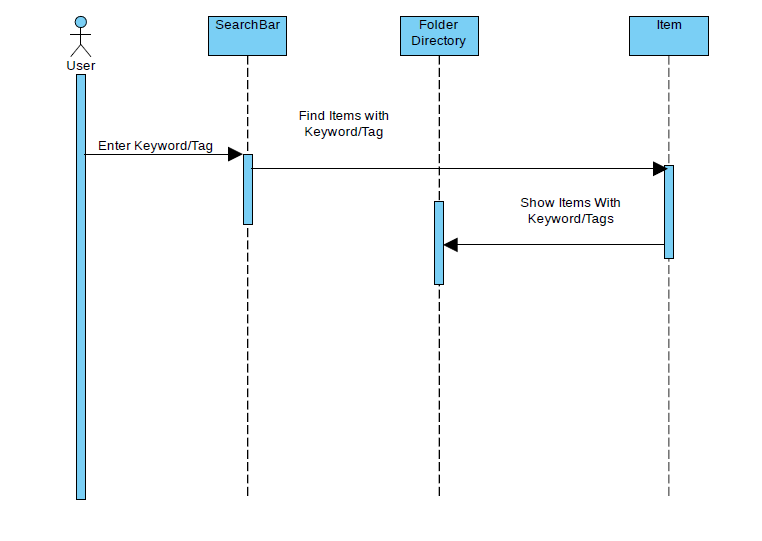 SearchBar
Folder
Directory
Item
User
Find Items with
Keyword/Tag
Enter Keyword/Tag
Show Items With
Keyword/Tags